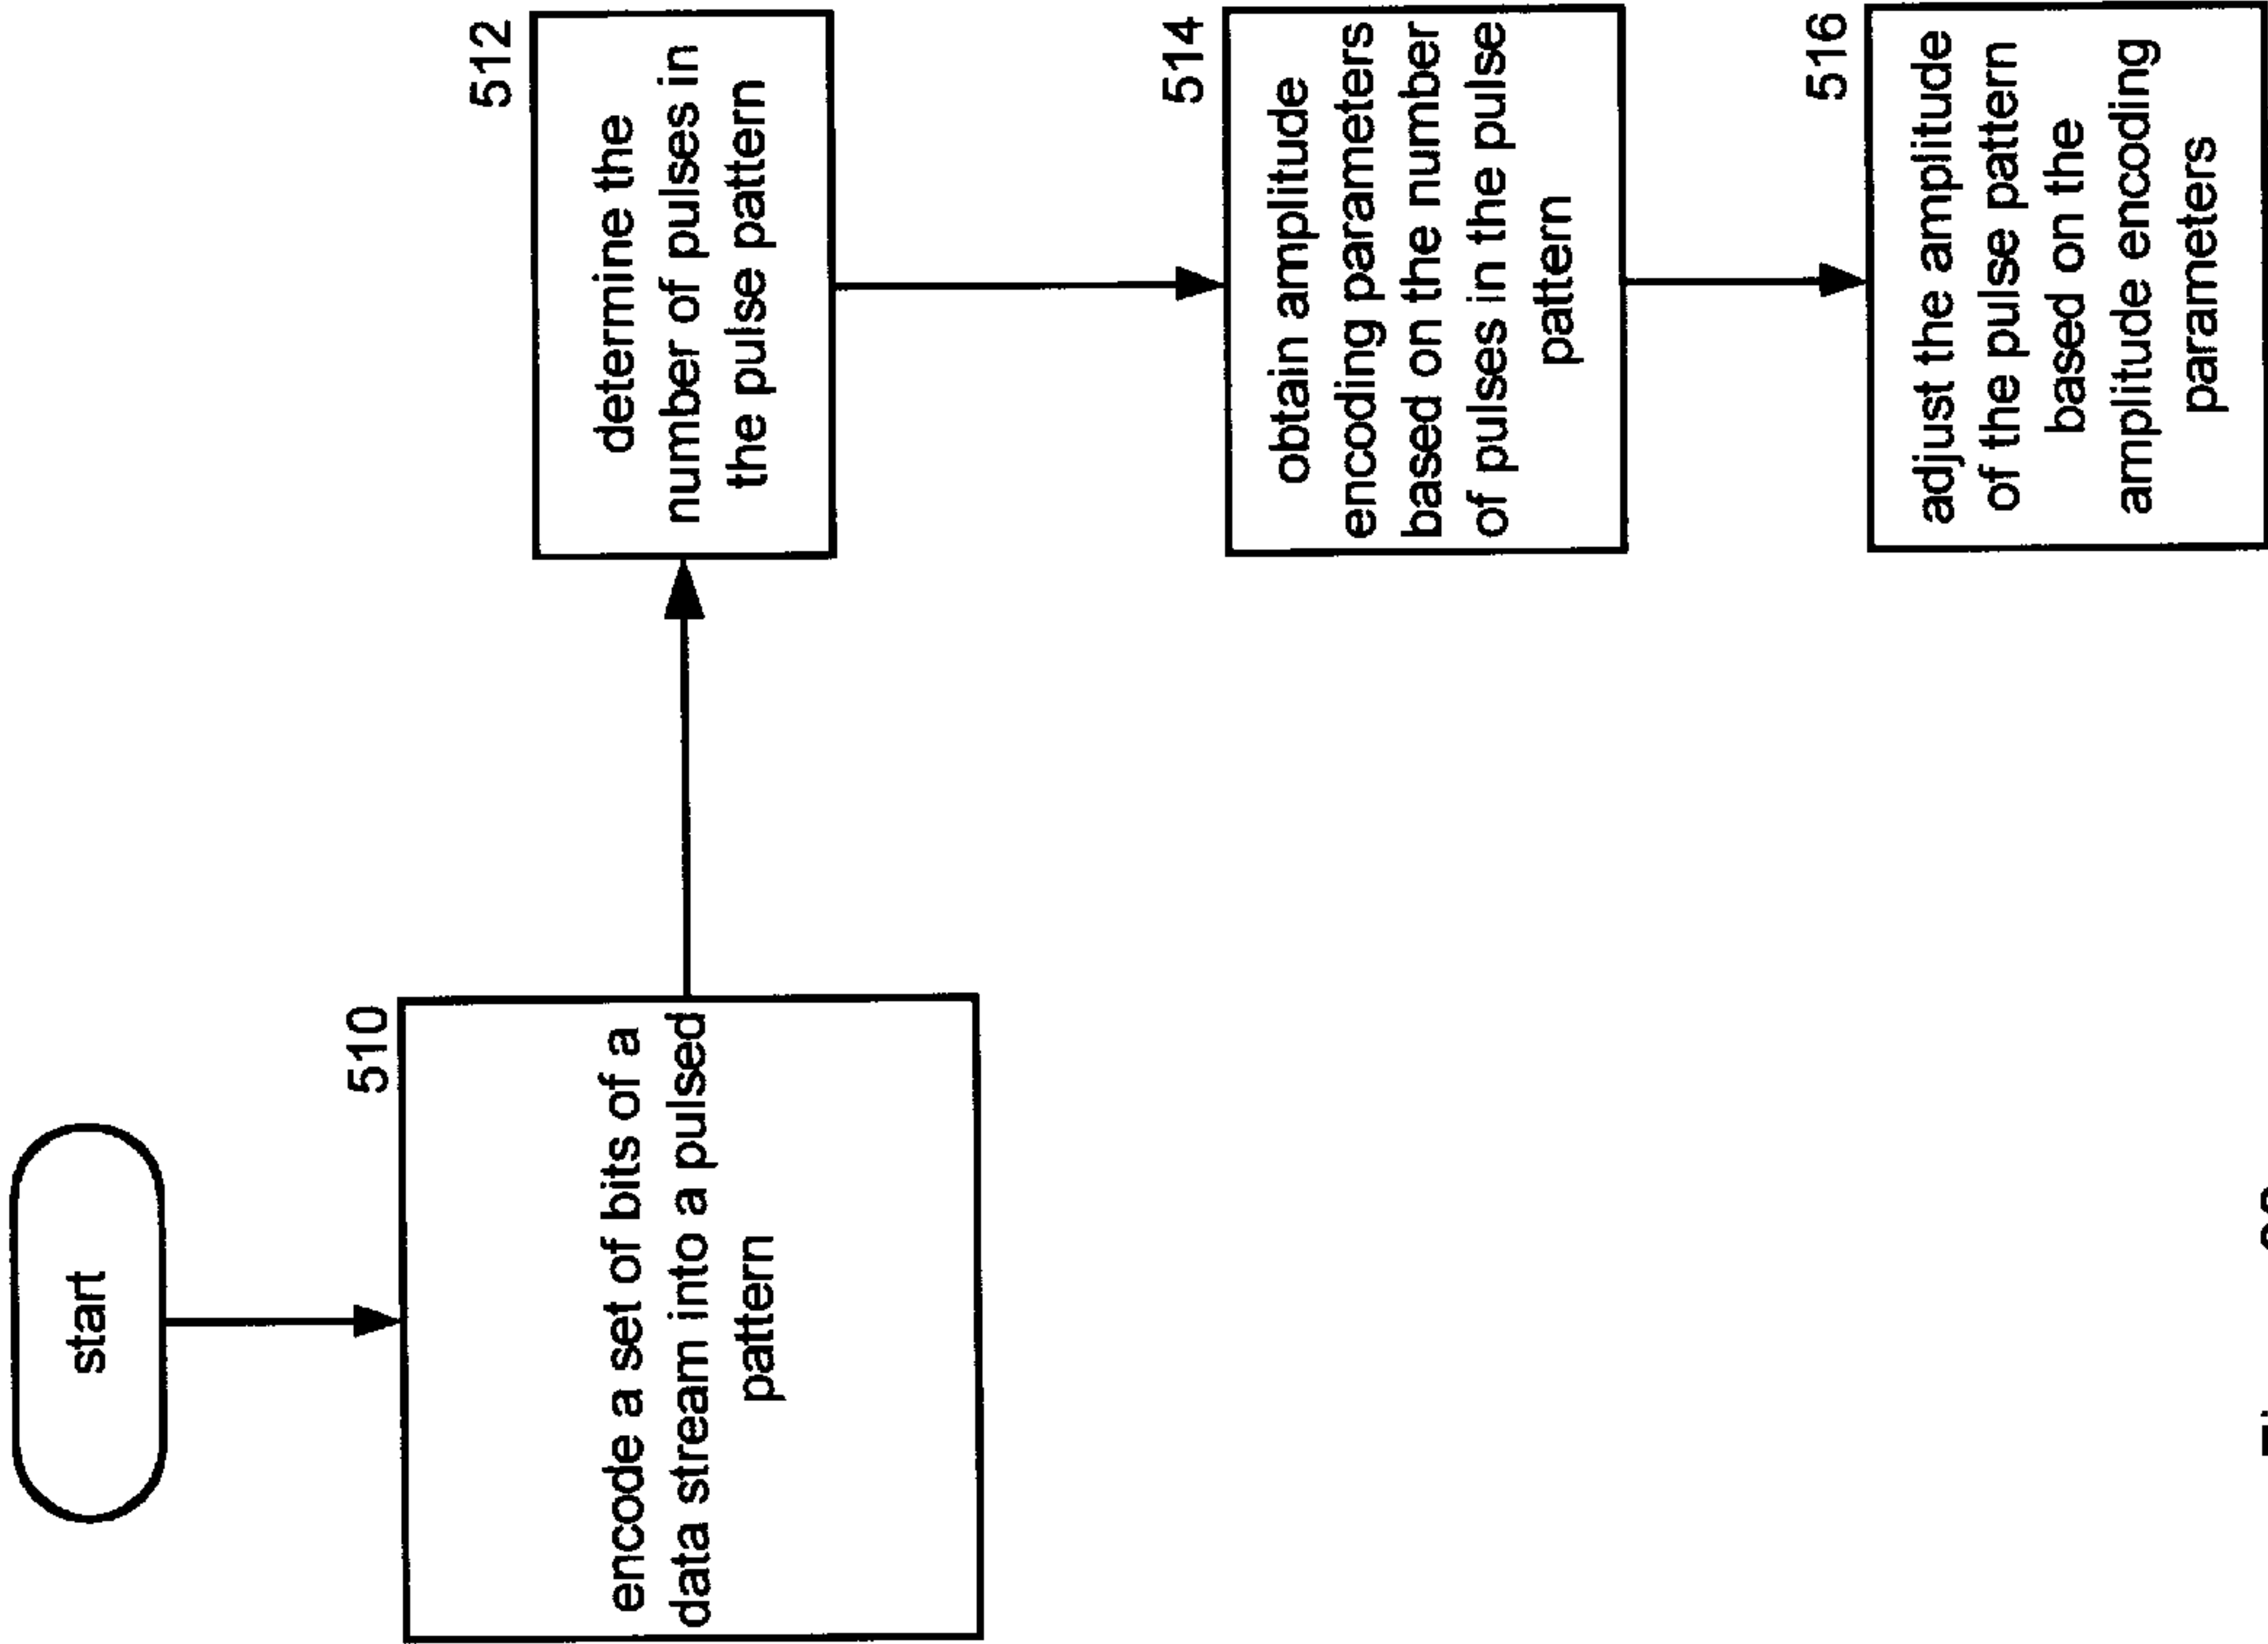 start
510
encode a set of bits of a
data stream into a pulsed
pattern
512
determine the
number of pulses in
the pulse pattern
514
obtain amplitude
encoding parameters
based on the number
of pulses in the pulse
pattern
516
adjust the amplitude
of the pulse pattern
based on the
amplitude encoding
parameters